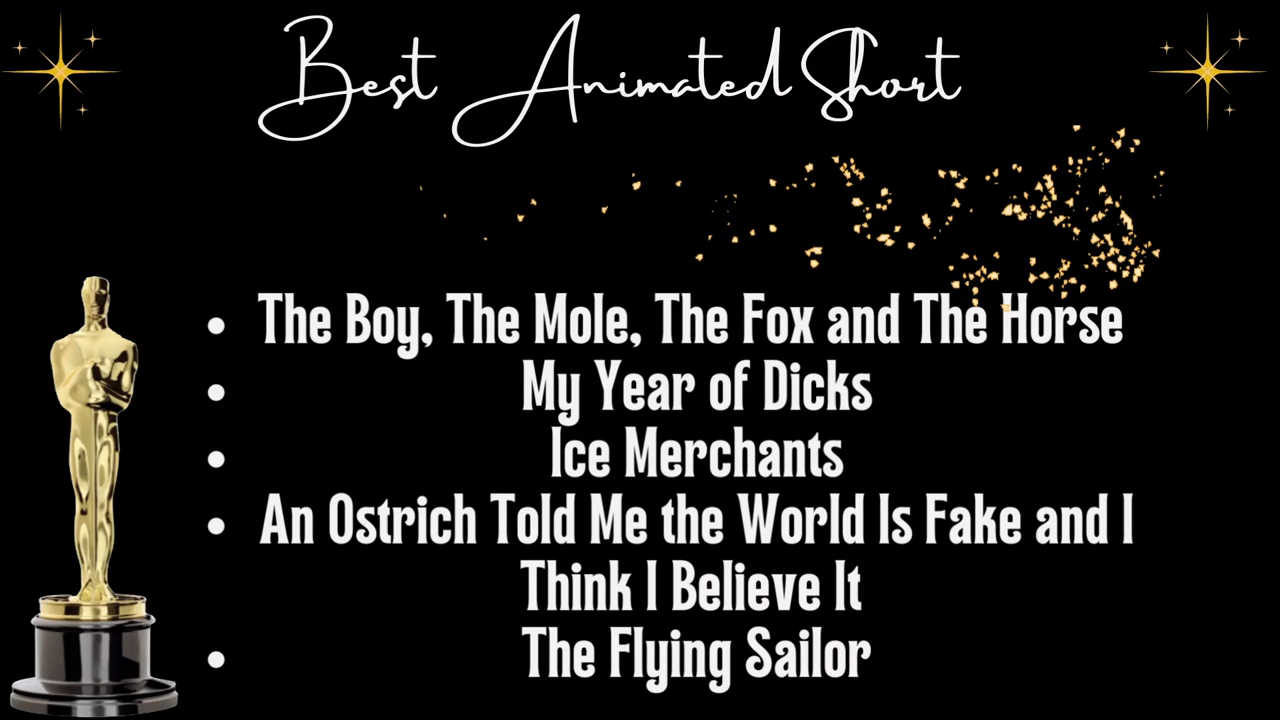 Best Animated Short
• The Boy, The Mole, The Fox and The Horse
• My Year of Dicks
• Ice Merchants
• An Ostrich Told Me the World Is Fake and I
Think I Believe It
• The Flying Sailor